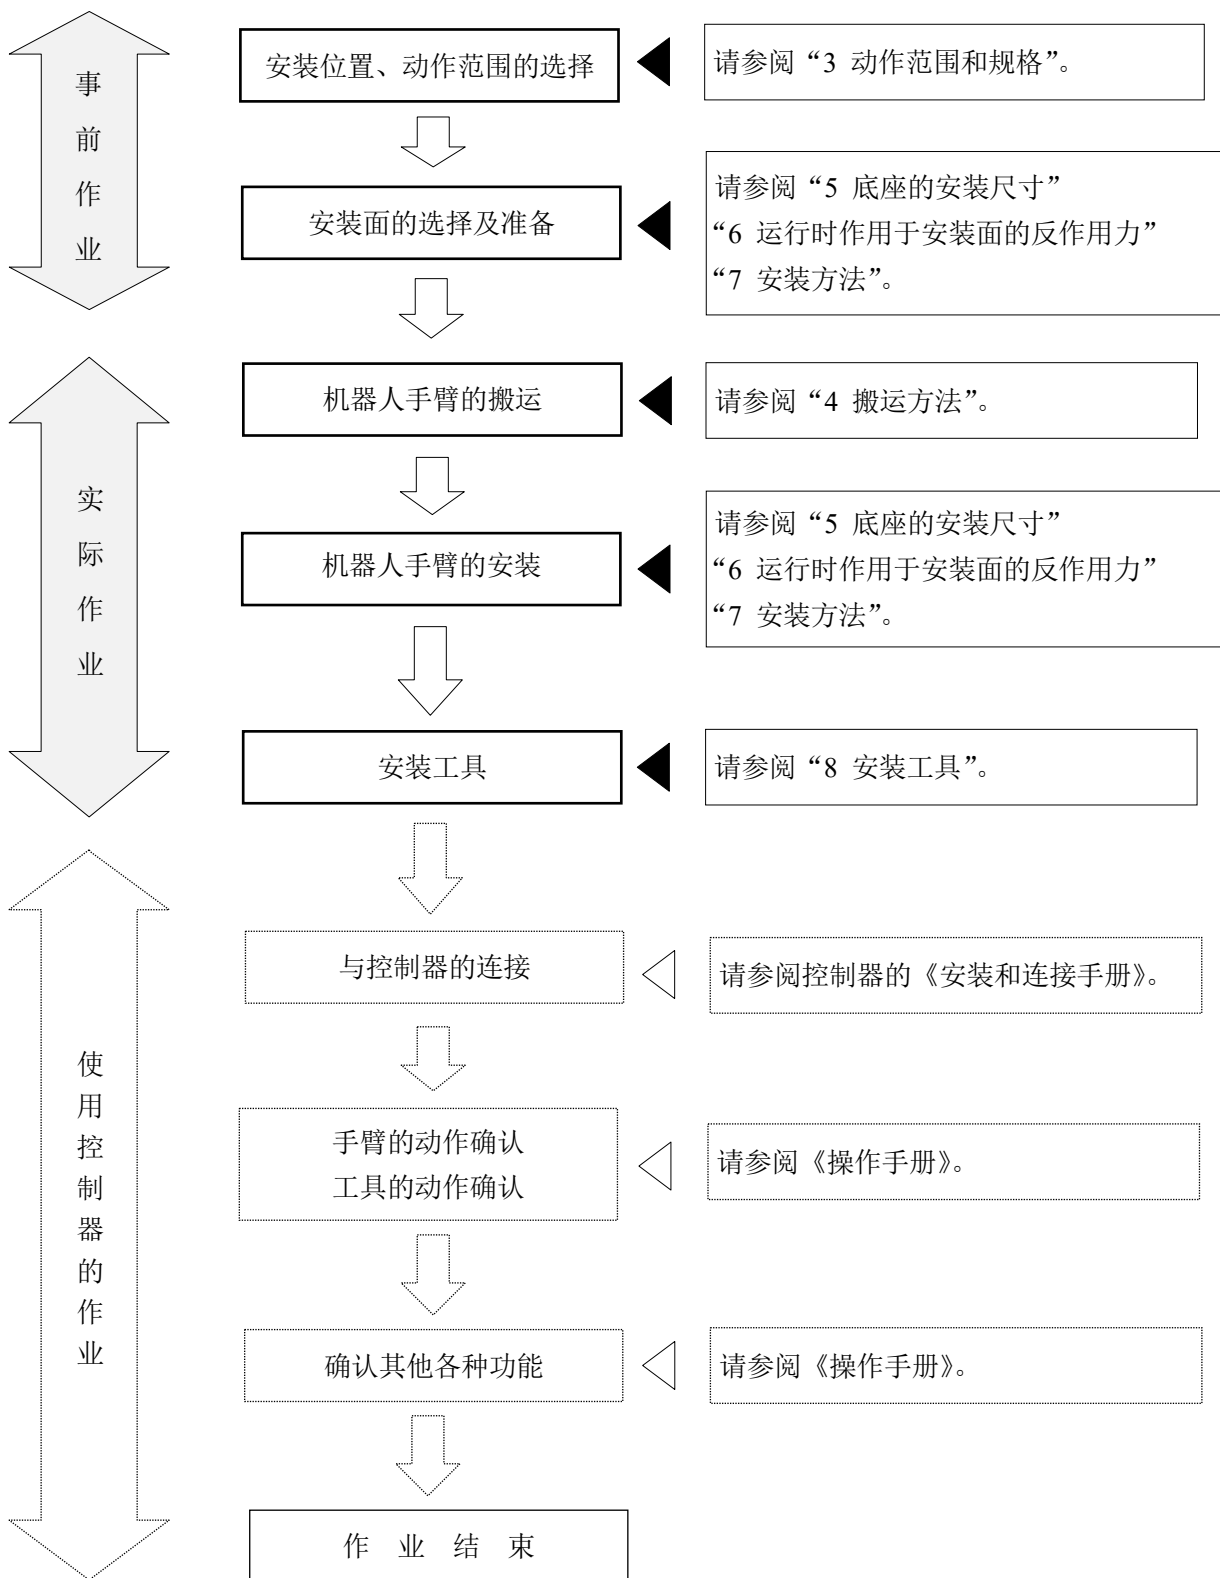 事前作业
安装位置、动作范围的选择
请参阅“3 动作范围和规格”。
安装面的选择及准备
请参阅“5 底座的安装尺寸”
“6 运行时作用于安装面的反作用力”
“7 安装方法”。
实际作业
机器人手臂的搬运
请参阅“4 搬运方法”。
机器人手臂的安装
请参阅“5 底座的安装尺寸”
“6 运行时作用于安装面的反作用力”
“7 安装方法”。
安装工具
请参阅“8 安装工具”。
使用控制器的作业
与控制器的连接
请参阅控制器的《安装和连接手册》。
手臂的动作确认
工具的动作确认
请参阅《操作手册》。
确认其他各种功能
请参阅《操作手册》。
作 业 结 束